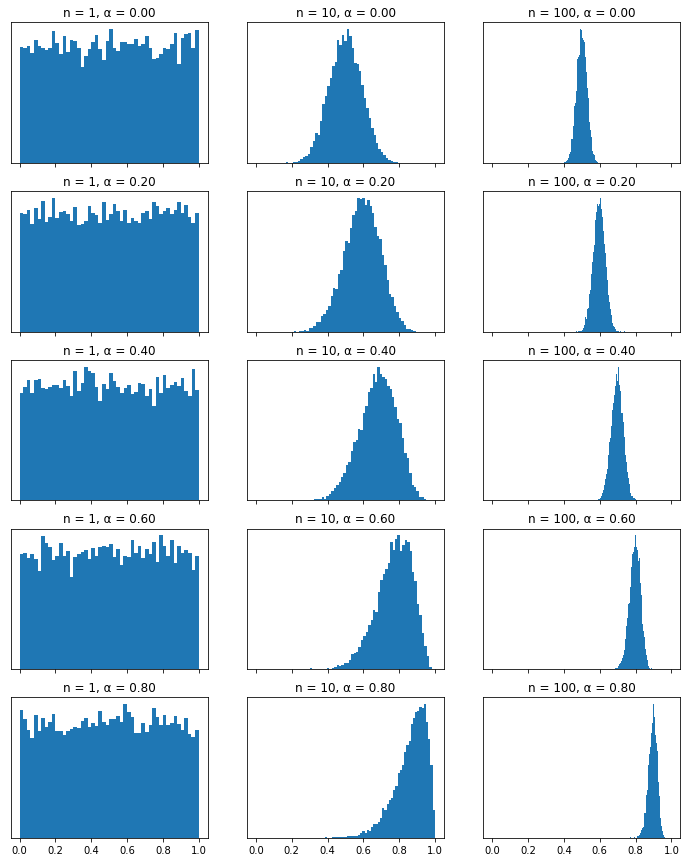 n = 1, α = 0.00
n = 10, α = 0.00
n = 100, α = 0.00
n = 1, α = 0.20
n = 10, α = 0.20
n = 100, α = 0.20
n = 1, α = 0.40
n = 10, α = 0.40
n = 100, α = 0.40
n = 1, α = 0.60
n = 10, α = 0.60
n = 100, α = 0.60
n = 1, α = 0.80
n = 10, α = 0.80
n = 100, α = 0.80
0.0 0.2 0.4 0.6 0.8 1.0
0.0 0.2 0.4 0.6 0.8 1.0
0.0 0.2 0.4 0.6 0.8 1.0